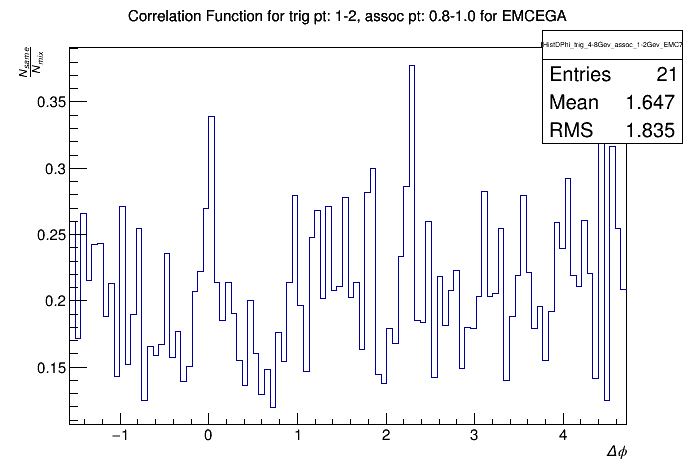 Correlation Function for trig pt: 1-2, assoc pt: 0.8-1.0 for EMCEGA
HistDPhi_trig_4-8Gev_assoc_1-2Gev_EMC7
Entries 21
Mean 1.647
RMS 1.835
N_same
N_mix
0.35
0.3
0.25
0.2
0.15
−1 0 1 2 3 4
Δϕ